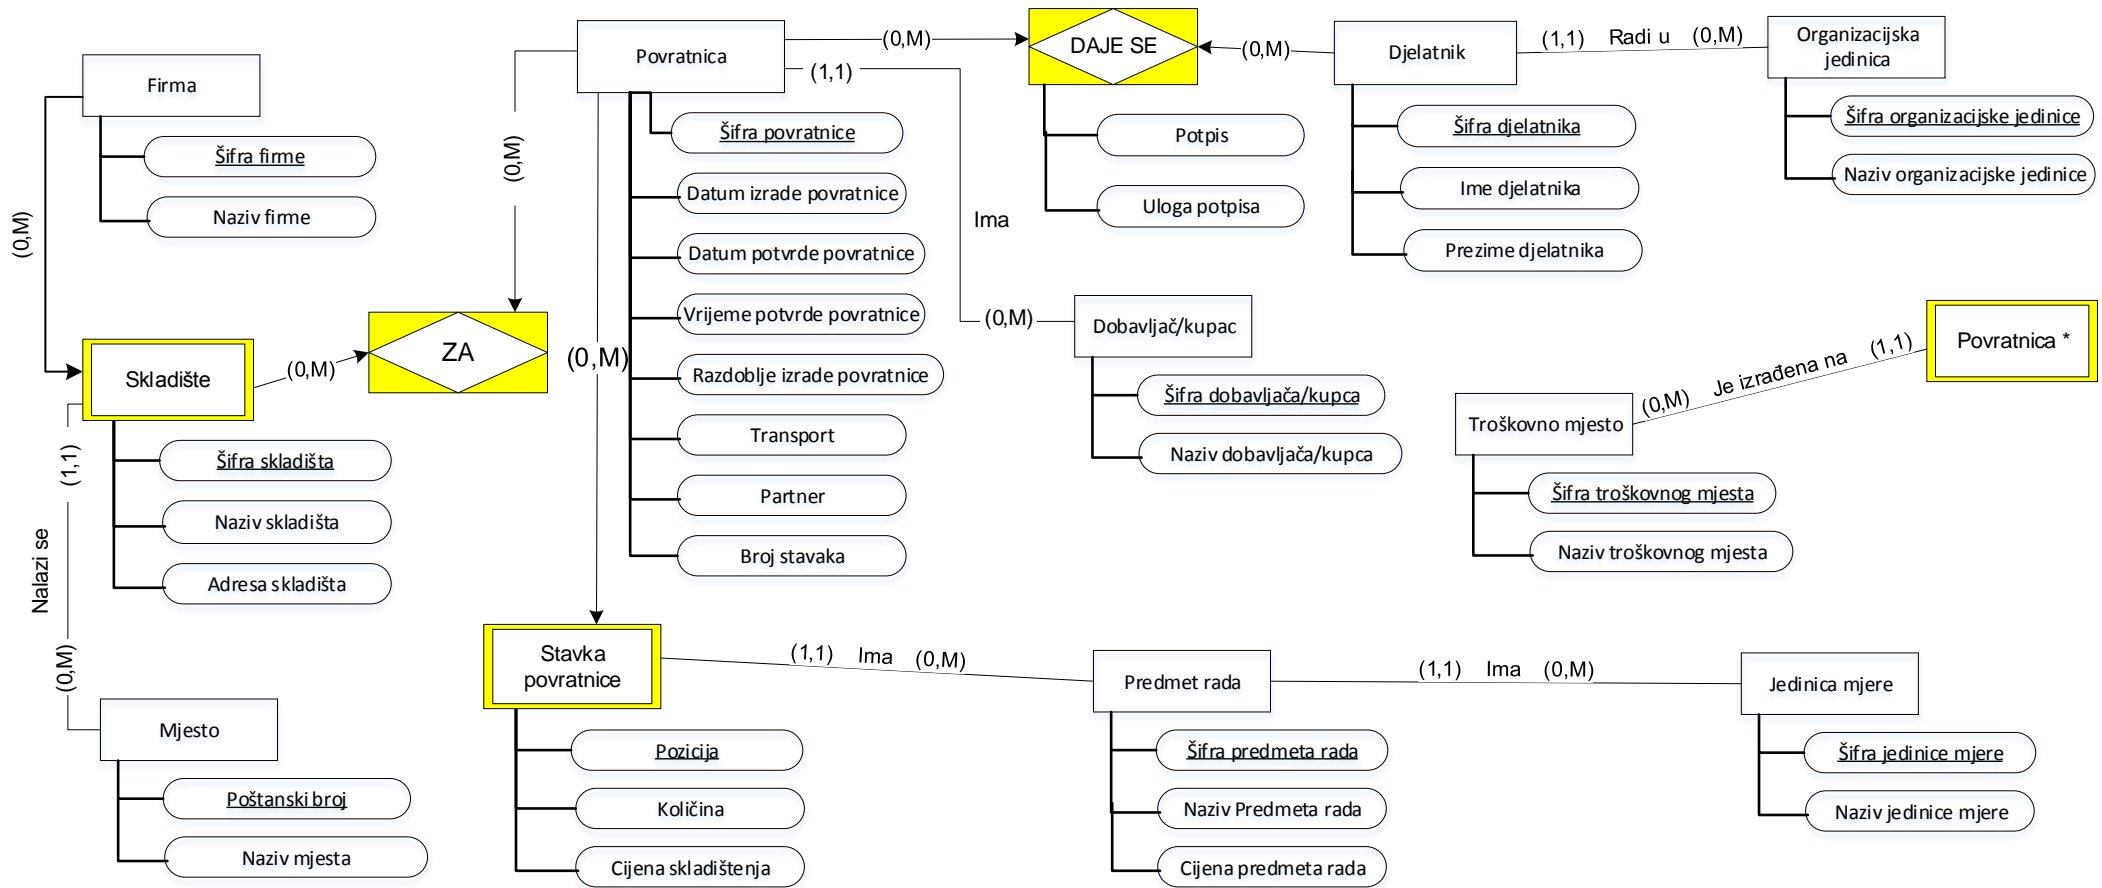 Firma
Šifra firme
Naziv firme
(0,M)
Skladište
Šifra skladišta
Naziv skladišta
Adresa skladišta
(1,1)
Nalazi se
(0,M)
Mjesto
Poštanski broj
Naziv mjesta
(0,M)
ZA
(0,M)
Povratnica
Šifra povratnice
Datum izrade povratnice
Datum potvrde povratnice
Vrijeme potvrde povratnice
Razdoblje izrade povratnice
Transport
Partner
Broj stavaka
(0,M)
Stavka
povratnice
Pozicija
Količina
Cijena skladištenja
(0,M)
DAJE SE
Potpis
Uloga potpisa
(0,M)
Djelatnik
Šifra djelatnika
Ime djelatnika
Prezime djelatnika
(1,1) Radi u (0,M)
Organizacijska
jedinica
Šifra organizacijske jedinice
Naziv organizacijske jedinice
(1,1)
Ima
(0,M)
Dobavljač/kupac
Šifra dobavljača/kupca
Naziv dobavljača/kupca
Troškovno mjesto
Šifra troškovnog mjesta
Naziv troškovnog mjesta
(0,M) Je izrađena na (1,1)
Povratnica *
(1,1) Ima (0,M)
Predmet rada
Šifra predmeta rada
Naziv Predmeta rada
Cijena predmeta rada
(1,1) Ima (0,M)
Jedinica mjere
Šifra jedinice mjere
Naziv jedinice mjere